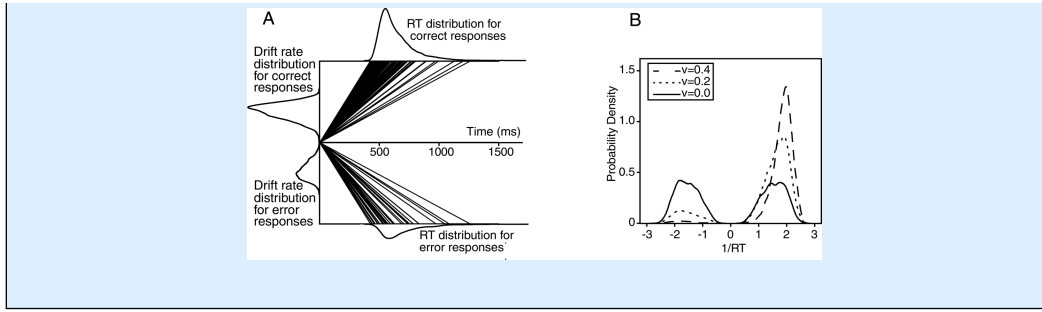 A
RT distribution for
correct responses
Drift rate
distribution
for correct
responses
Time (ms)
500 1000 1500
Drift rate
distribution
for error
responses
RT distribution for
error responses
B
Probability Density
1.5
1.0
0.5
0
v=0.4
v=0.2
v=0.0
-3 -2 -1 0 1 2 3
1/RT